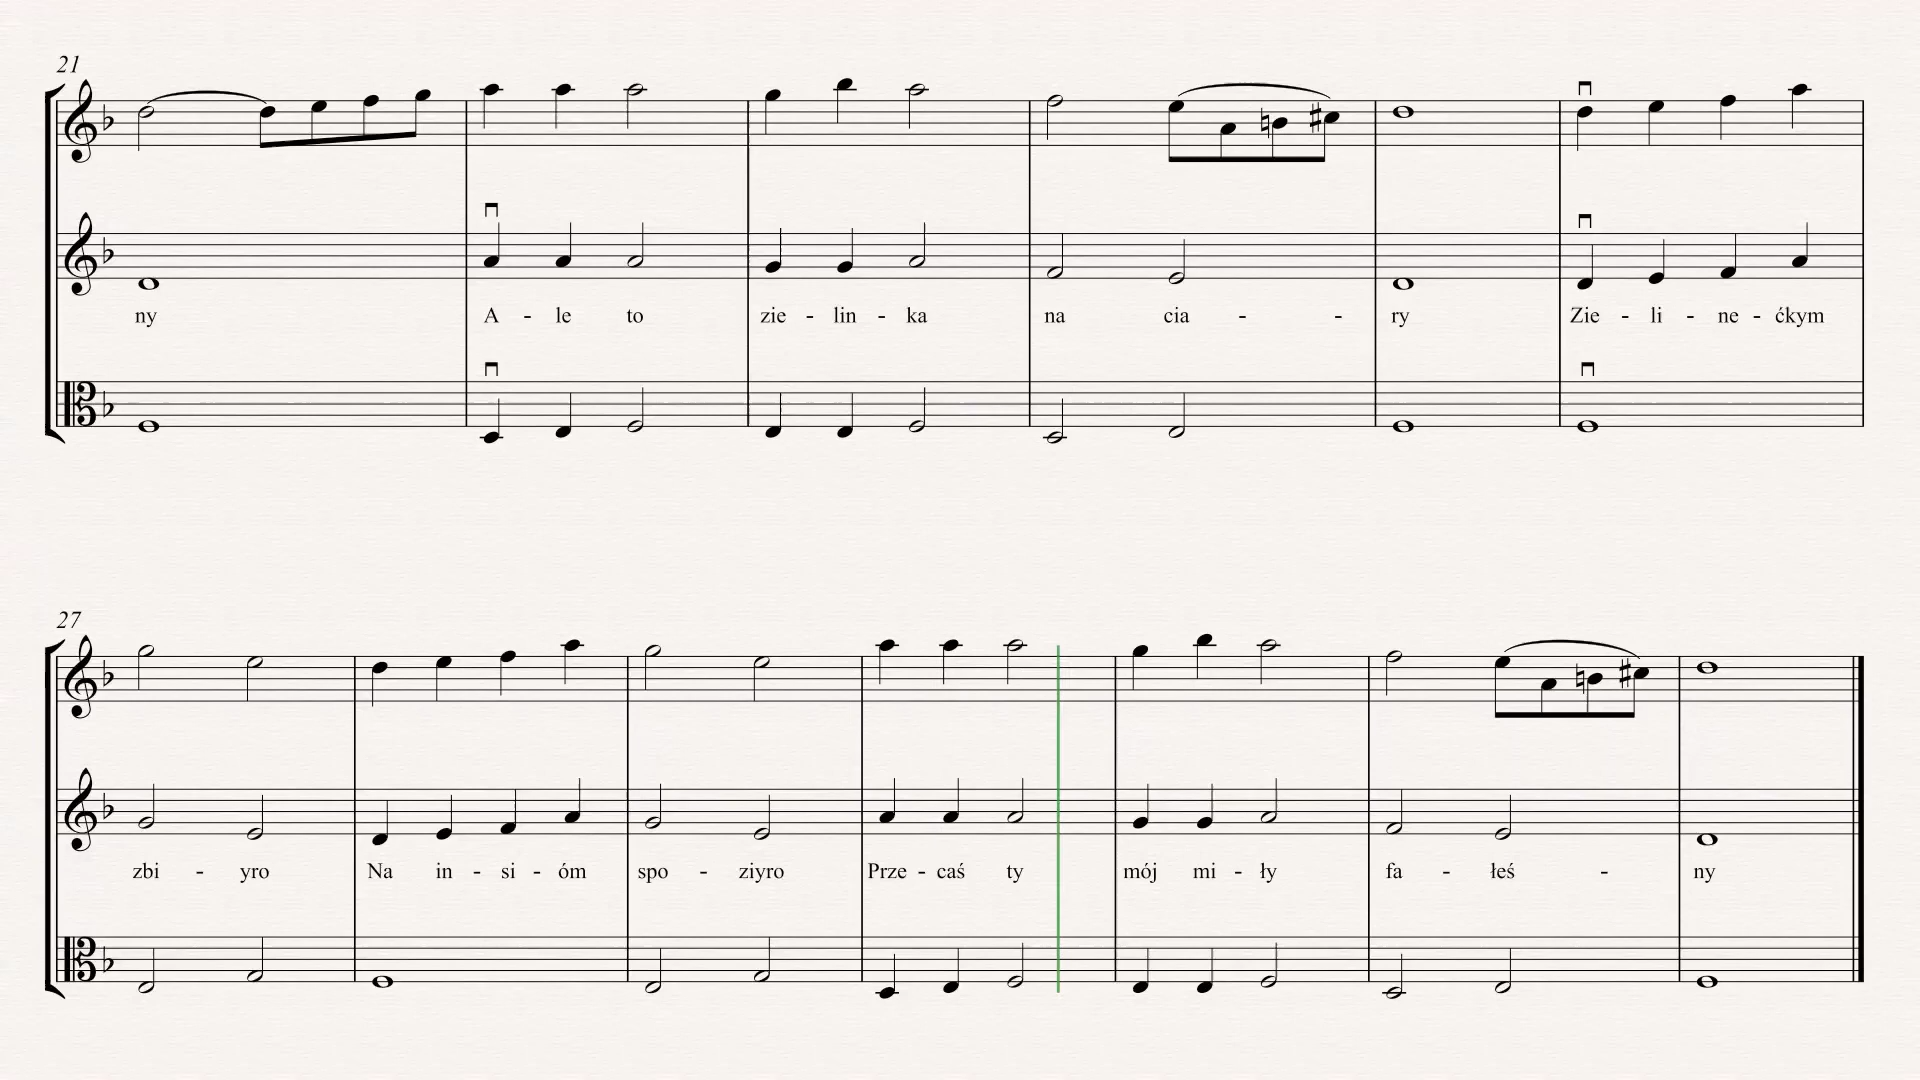 21
ny A - le to zie - lin - ka na cia - - ry Zie - li - ne - ćkym
27
zbi - yro Na in - si - óm spo - ziyro Prze - caś ty mój mi - ły fa - łeś - ny